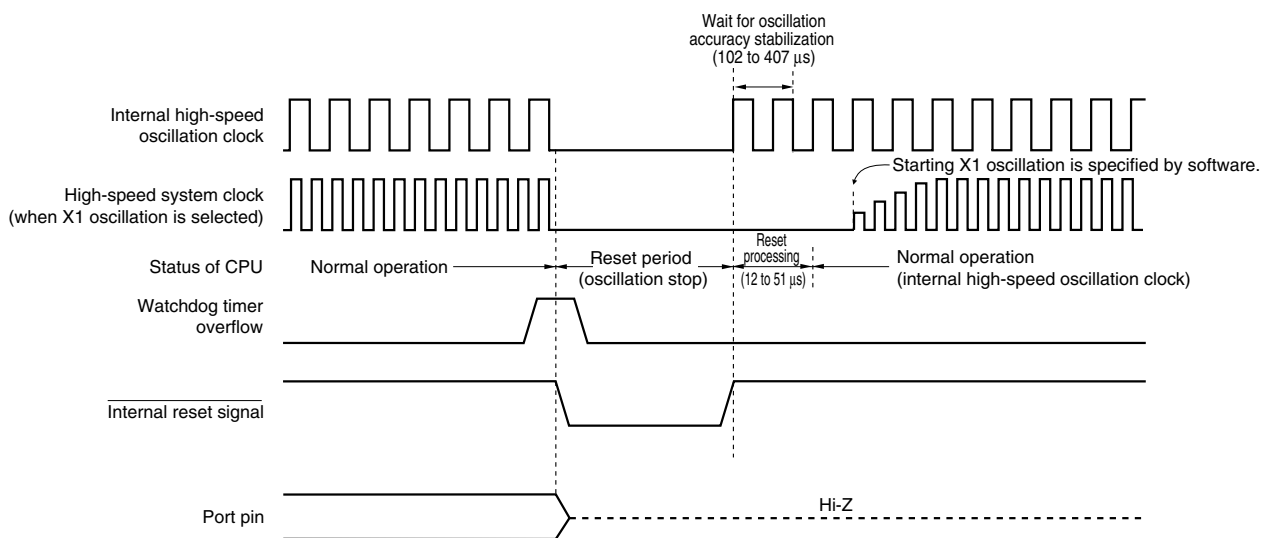 Wait for oscillation
accuracy stabilization
(102 to 407 μs)
Internal high-speed
oscillation clock
Starting X1 oscillation is specified by software.
High-speed system clock
(when X1 oscillation is selected)
Status of CPU
Normal operation
Reset period
(oscillation stop)
Reset
processing
(12 to 51 μs)
Normal operation
(internal high-speed oscillation clock)
Watchdog timer
overflow
Internal reset signal
Port pin
Hi-Z